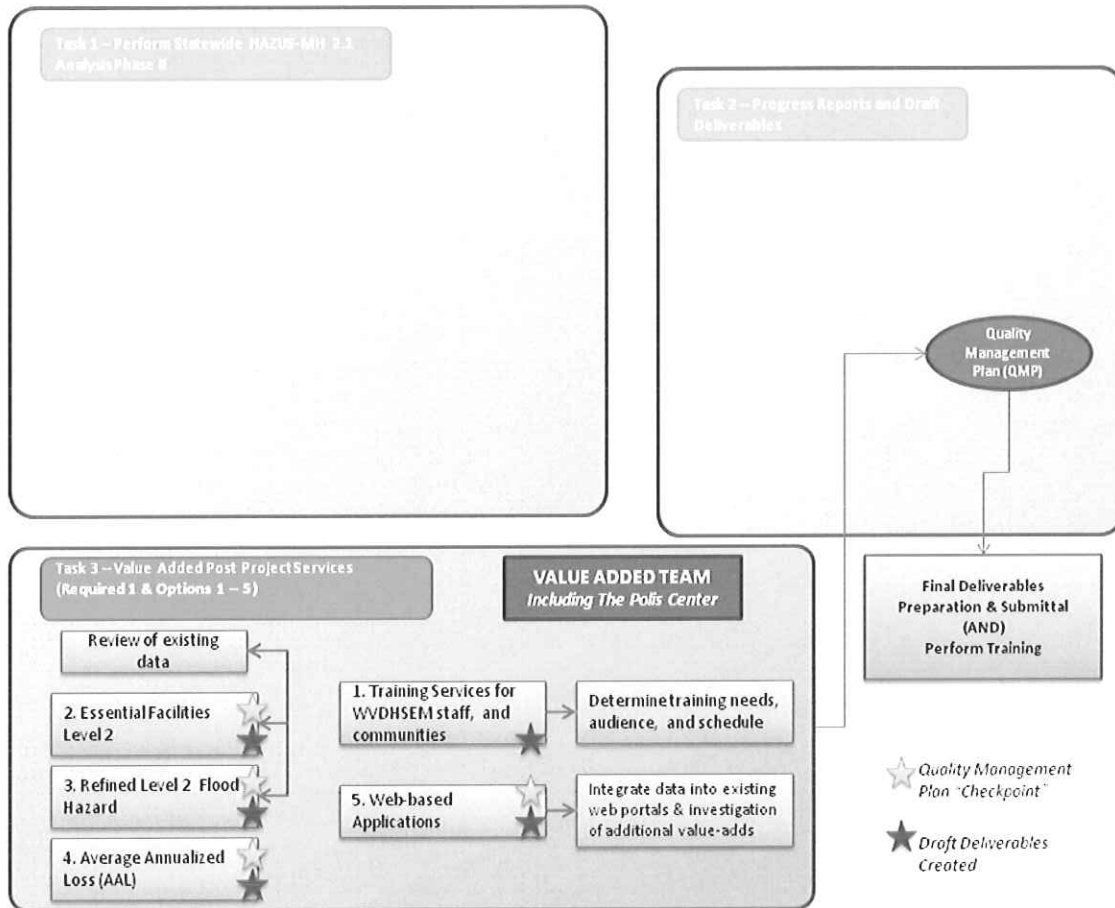 Task 1 – Perform Statewide HAZUS-MH 2.1
Analysis Phase II
Task 2 – Progress Reports and Draft
Deliverables
Quality
Management
Plan (QMP)
Final Deliverables
Preparation & Submittal
(AND)
Perform Training
Task 3 – Value Added Post Project Services
(Required 1 & Options 1 – 5)
VALUE ADDED TEAM
Including The Polis Center
Review of existing
data
2. Essential Facilities
Level 2
3. Refined Level 2 Flood
Hazard
4. Average Annualized
Loss (AAL)
1. Training Services for
WVDHSEM staff, and
communities
Determine training needs,
audience, and schedule
5. Web-based
Applications
Integrate data into existing
web portals & investigation
of additional value-adds
Quality Management
Plan "Checkpoint"
Draft Deliverables
Created